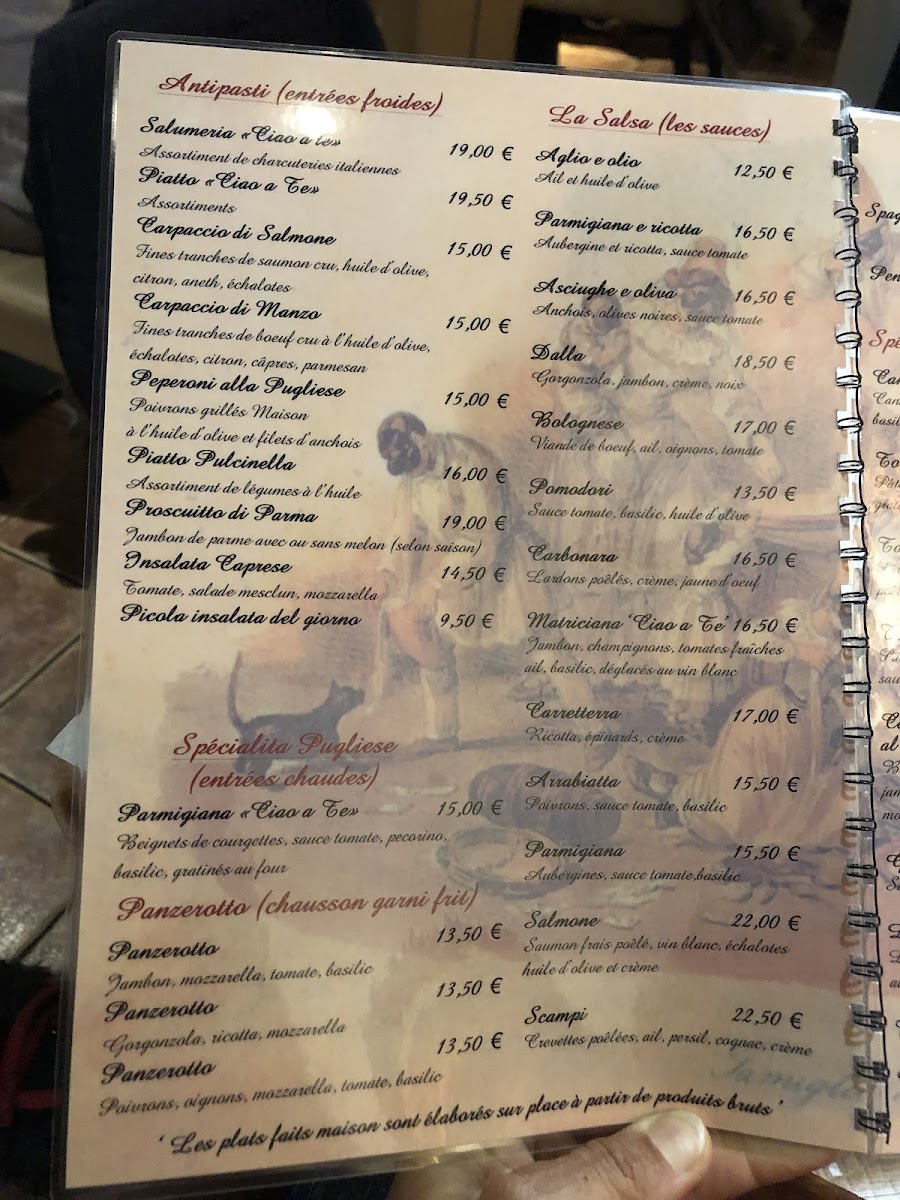 Antipasti (entrées froides)
Salumeria «Ciao a te» 19,00 €
Assortiment de charcuteries italiennes
Piatto «Ciao a Te» 19,50 €
Assortiments
Carpaccio di Salmone 15,00 €
Fines tranches de saumon cru, huile d'olive,
citron, aneth, échalotes
Carpaccio di Manzo 15,00 €
Fines tranches de boeuf cru à l'huile d'olive,
échalotes, citron, câpres, parmesan
Peperoni alla Pugliese 15,00 €
Poivrons grillés Maison
à l'huile d'olive et filets d'anchois
Piatto Pulcinella 16,00 €
Assortiment de légumes à l'huile
Proscuitto di Parma 19,00 €
Jambon de parme avec ou sans melon (selon saison)
Insalata Caprese 14,50 €
Tomate, salade mesclun, mozzarella
Picola insalata del giorno 9,50 €
Spécialita Pugliese
(entrées chaudes)
Parmigiana «Ciao a Te» 15,00 €
Beignets de courgettes, sauce tomate, pecorino,
basilic, gratinés au four
Panzerotto (chausson garni frit)
Panzerotto 13,50 €
Jambon, mozzarella, tomate, basilic
Panzerotto 13,50 €
Gorgonzola, ricotta, mozzarella
Panzerotto 13,50 €
Poivrons, oignons, mozzarella, tomate, basilic
La Salsa (les sauces)
Aglio e olio 12,50 €
Ail et huile d'olive
Parmigiana e ricotta 16,50 €
Aubergine et ricotta, sauce tomate
Asciughe e oliva 16,50 €
Anchois, olives noires, sauce tomate
Dalla 18,50 €
Gorgonzola, jambon, crème, noix
Bolognese 17,00 €
Viande de boeuf, ail, oignons, tomate
Pomodori 13,50 €
Sauce tomate, basilic, huile d'olive
Carbonara 16,50 €
Lardons poêlés, crème, jaune d'oeuf
Matriciana 'Ciao a Te' 16,50 €
Jambon, champignons, tomates fraîches
ail, basilic, déglacés au vin blanc
Carretterra 17,00 €
Ricotta, épinards, crème
Arrabiatta 15,50 €
Poivrons, sauce tomate, basilic
Parmigiana 15,50 €
Aubergines, sauce tomate,basilic
Salmone 22,00 €
Saumon frais poêlé, vin blanc, échalotes
huile d'olive et crème
Scampi 22,50 €
Crevettes poêlées, ail, persil, cognac, crème
' Les plats faits maison sont élaborés sur place à partir de produits bruts '